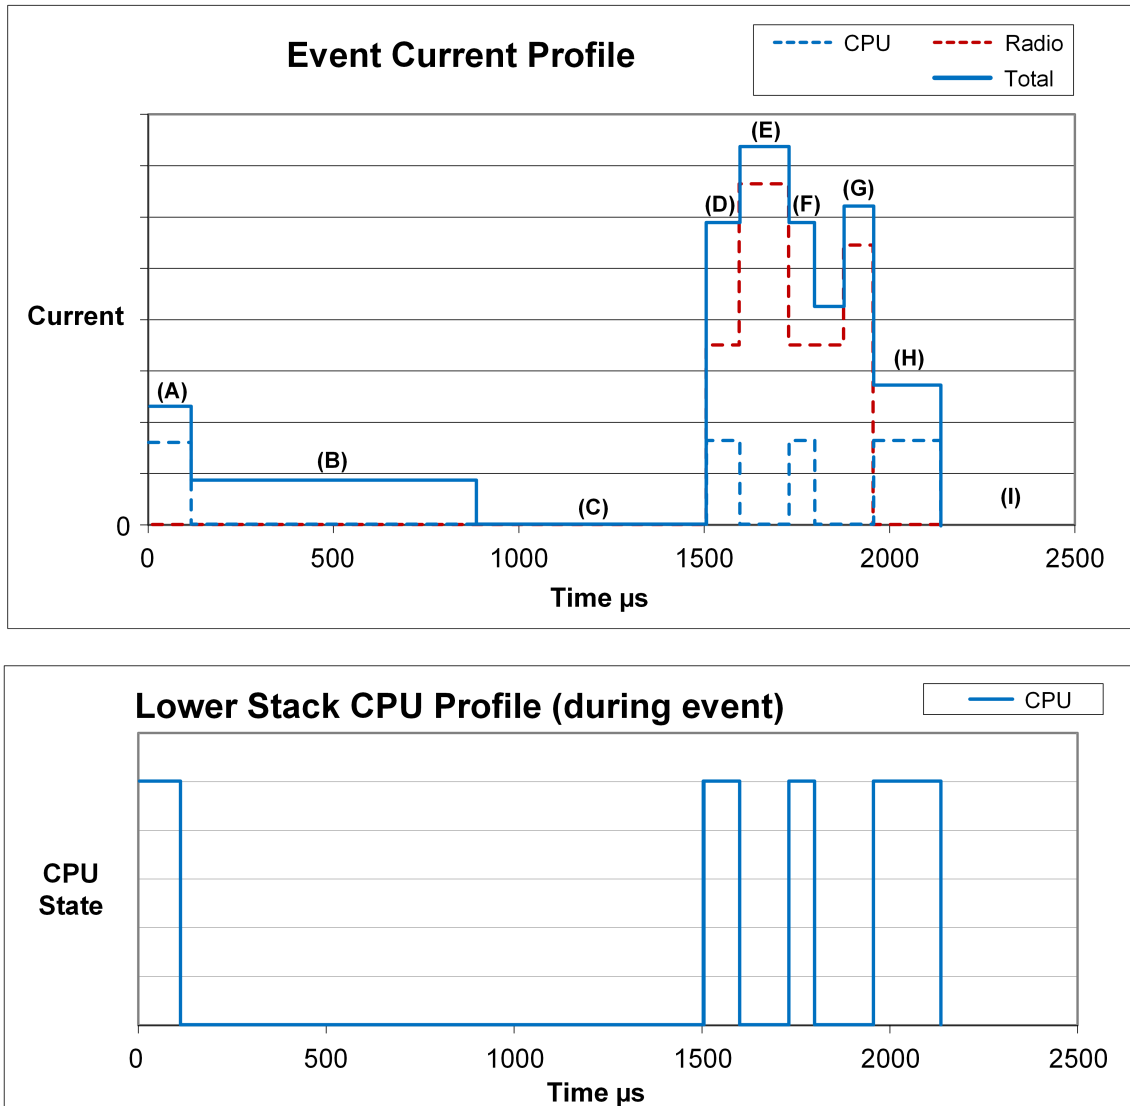 Event Current Profile
CPU
Radio
Total
(E)
(D)
(F)
(G)
Current
(H)
(A)
(B)
(C)
(I)
0
0
500
1000
1500
2000
2500
Time µs
Lower Stack CPU Profile (during event)
CPU
CPU
State
0
500
1000
1500
2000
2500
Time µs